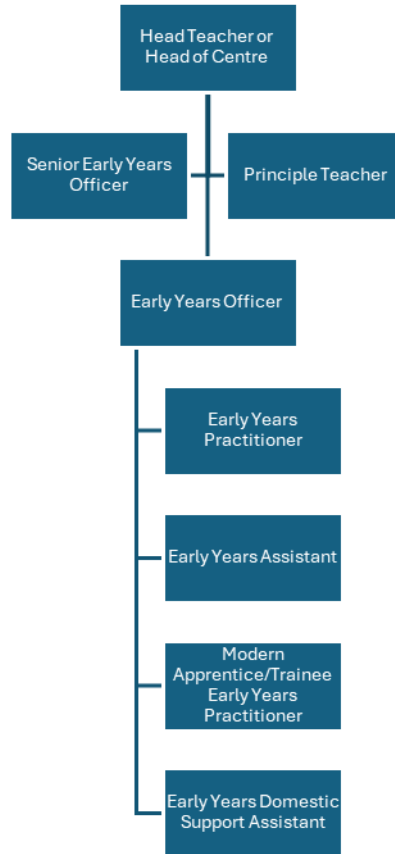 Head Teacher or
Head of Centre
Senior Early Years
Officer
Principle Teacher
Early Years Officer
Early Years
Practitioner
Early Years Assistant
Modern
Apprentice/Trainee
Early Years
Practitioner
Early Years Domestic
Support Assistant